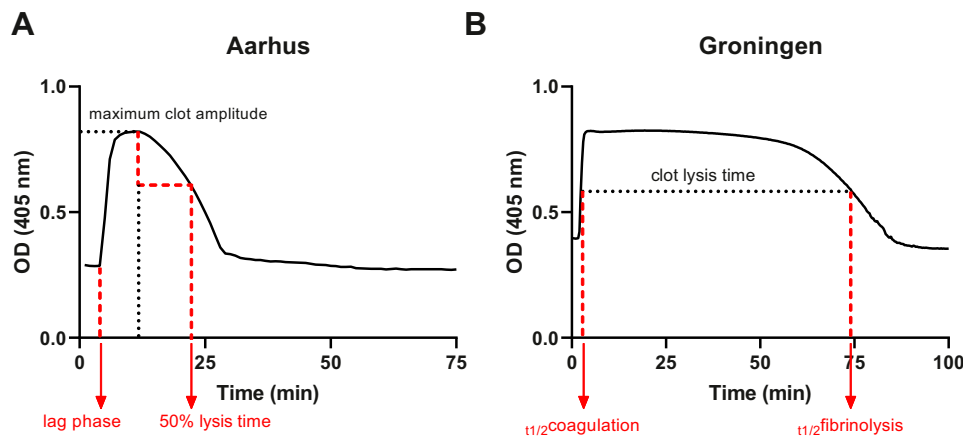 A
Aarhus
1.0
maximum clot amplitude
0.5
OD (405 nm)
0.0
0
25
50
75
Time (min)
lag phase
50% lysis time
B
Groningen
1.0
clot lysis time
0.5
OD (405 nm)
0.0
0
25
50
75
100
Time (min)
t1/2coagulation
t1/2fibrinolysis